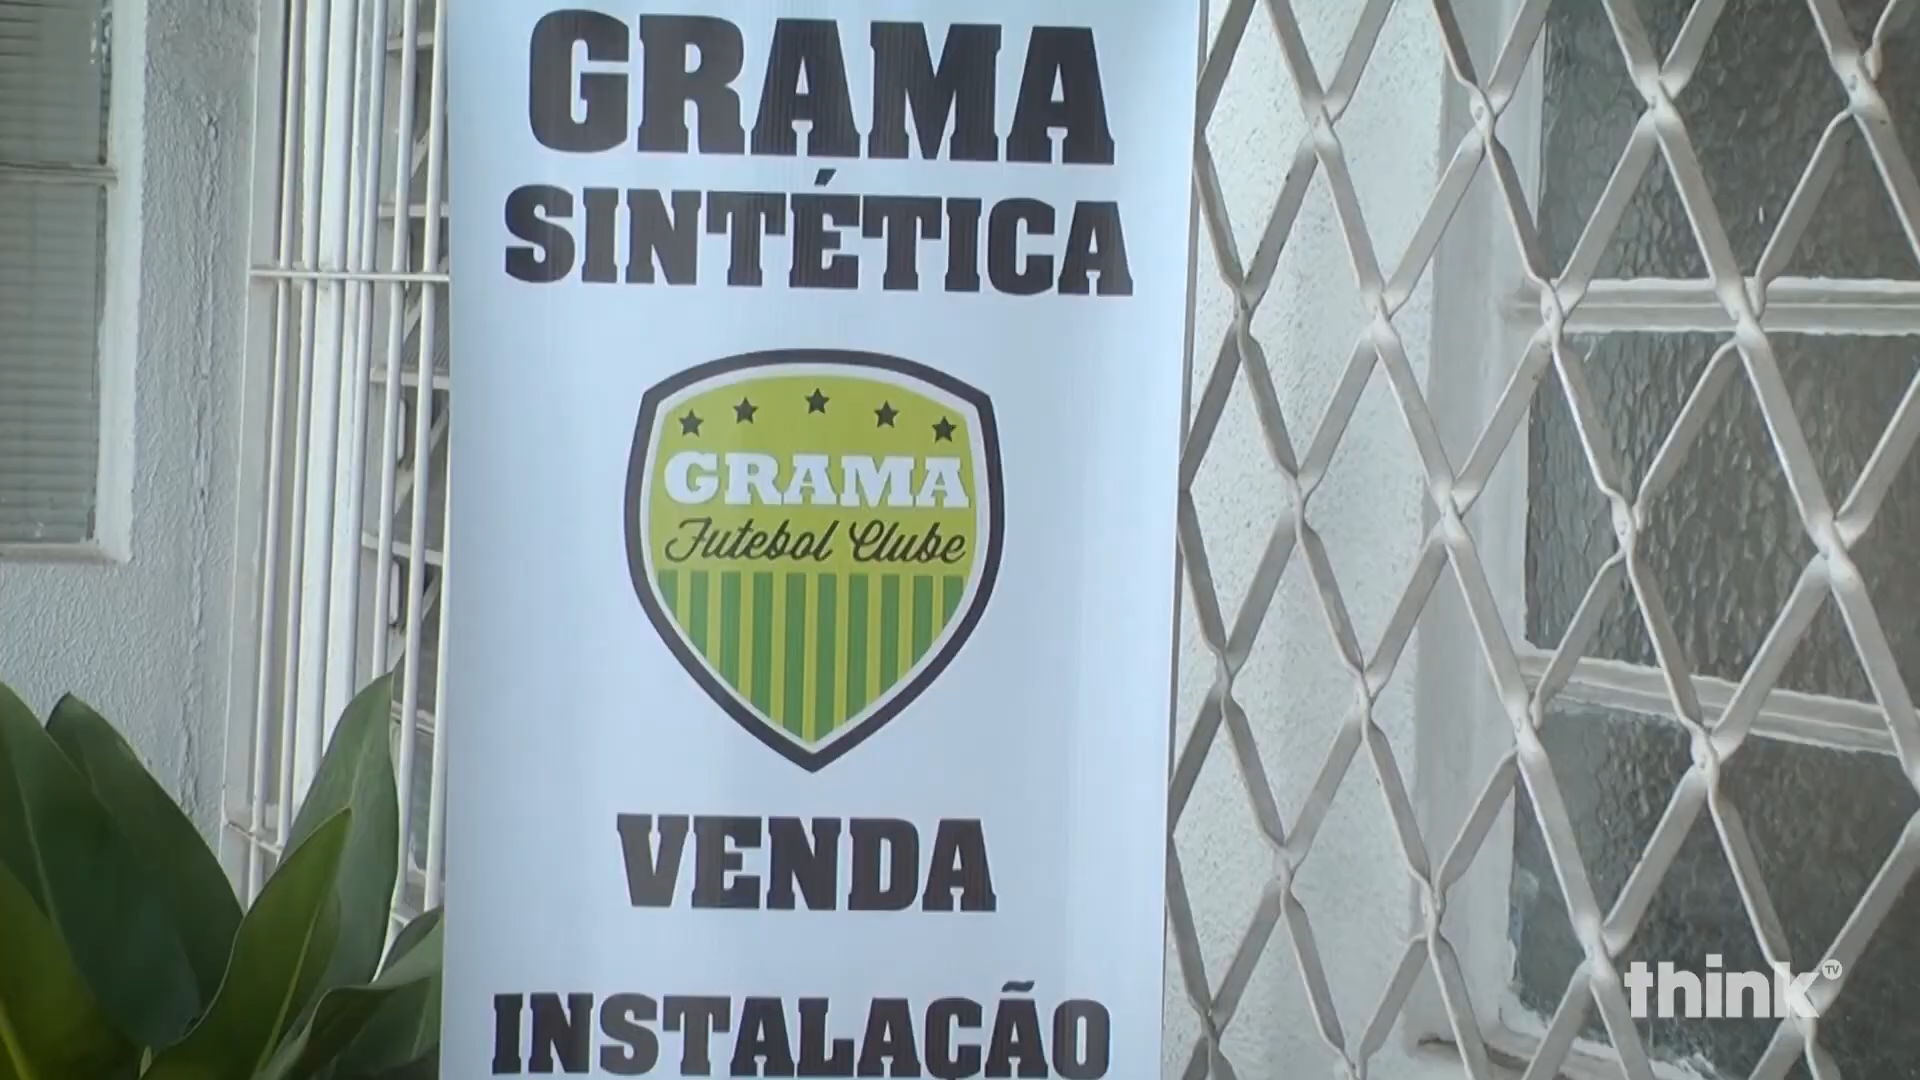 GRAMA
SINTÉTICA
GRAMA
Futebol Clube
VENDA
INSTALAÇÃO
think TV